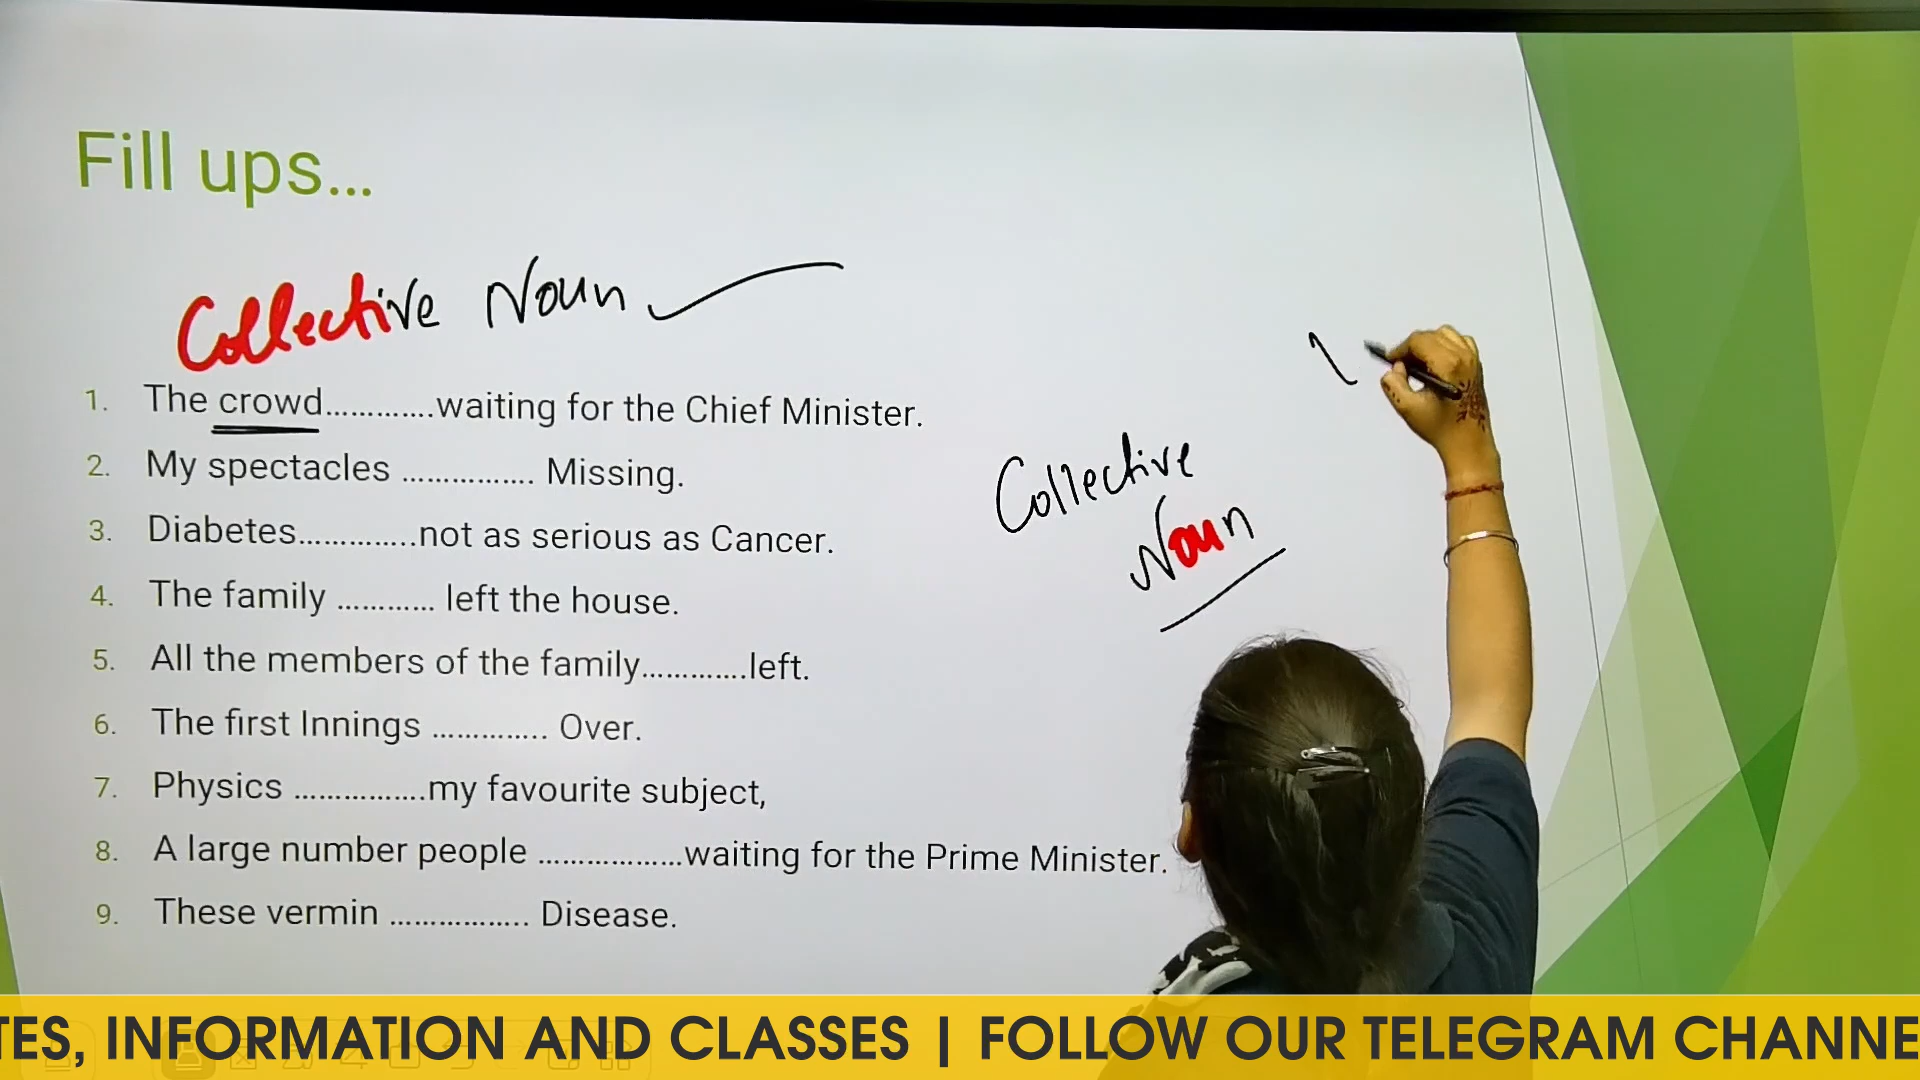 Fill ups...
Collective Noun
1. The crowd.............waiting for the Chief Minister.
2. My spectacles ............... Missing.
3. Diabetes..............not as serious as Cancer.
4. The family ............ left the house.
5. All the members of the family............left.
6. The first Innings ............. Over.
7. Physics ...............my favourite subject,
8. A large number people ..................waiting for the Prime Minister.
9. These vermin ................ Disease.
Collective
Noun
TES, INFORMATION AND CLASSES | FOLLOW OUR TELEGRAM CHANNE